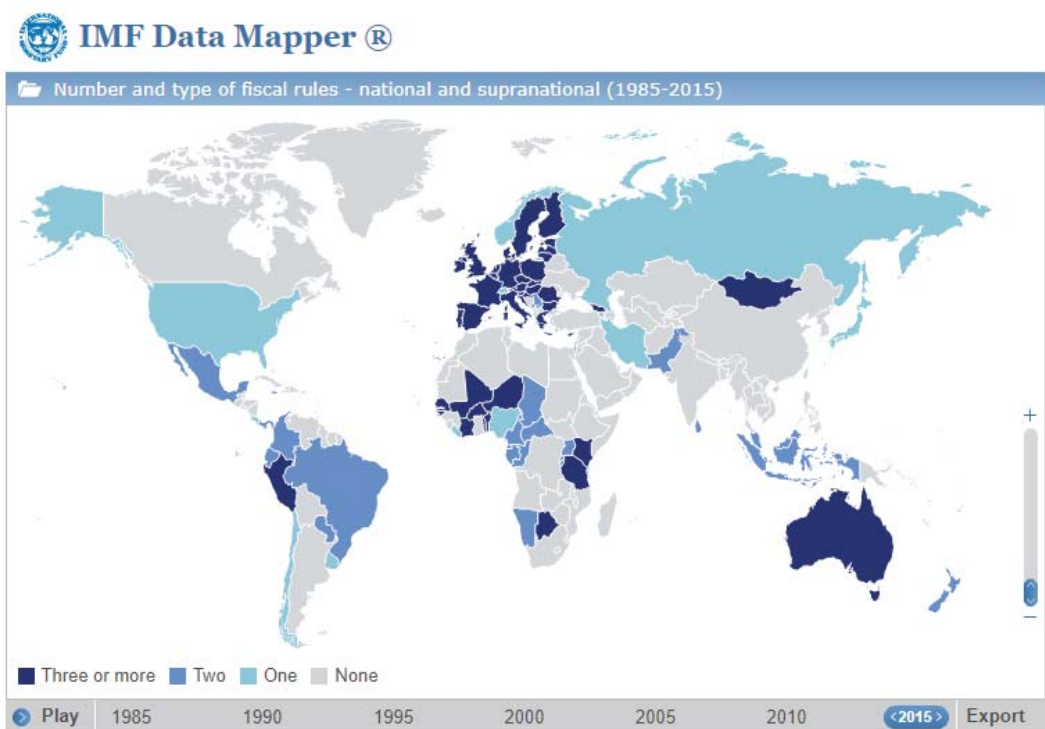 IMF Data Mapper ®
Number and type of fiscal rules - national and supranational (1985-2015)
+
−
Three or more Two One None
Play 1985 1990 1995 2000 2005 2010 <2015> Export